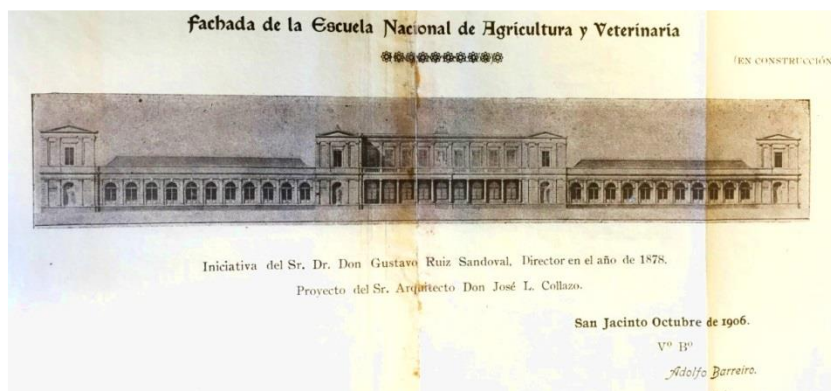 Fachada de la Escuela Nacional de Agricultura y Veterinaria
(EN CONSTRUCCIÓN
Iniciativa del Sr. Dr. Don Gustavo Ruiz Sandoval, Director en el año de 1878.
Proyecto del Sr. Arquitecto Don José L. Collazo.
San Jacinto Octubre de 1906.
Vº Bº
Adolfo Barreiro.